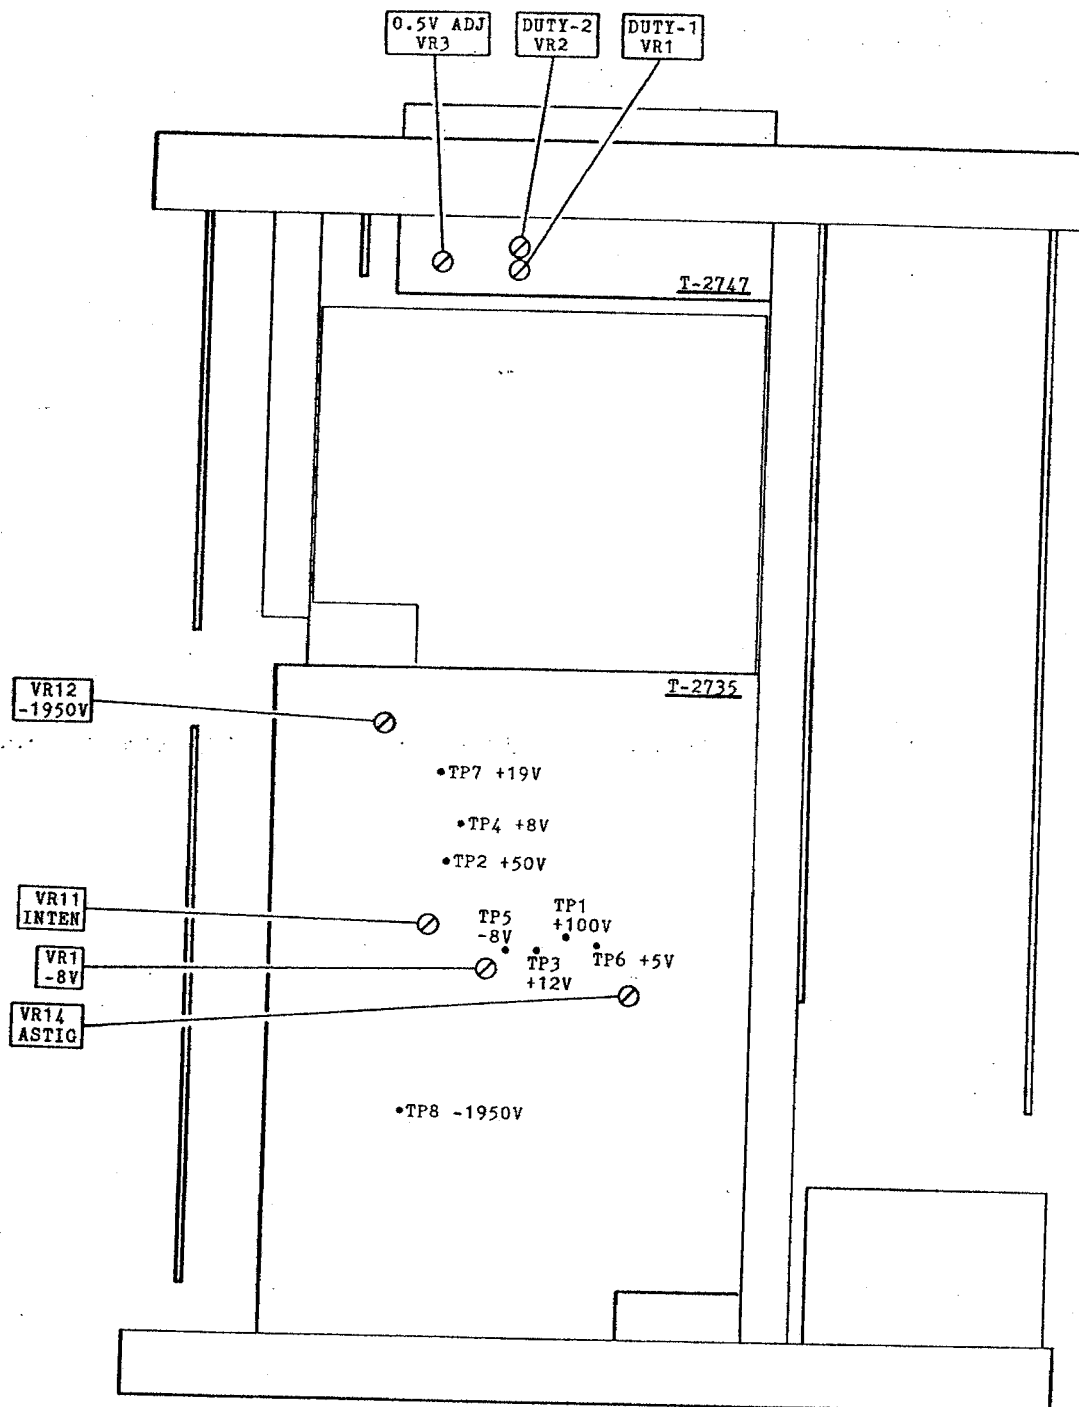 0.5V ADJ
VR3
DUTY-2
VR2
DUTY-1
VR1
T-2747
T-2735
VR12
-1950V
TP7 +19V
TP4 +8V
TP2 +50V
VR11
INTEN
TP5
-8V
TP1
+100V
VR1
-8V
TP3
+12V
TP6 +5V
VR14
ASTIG
TP8 -1950V